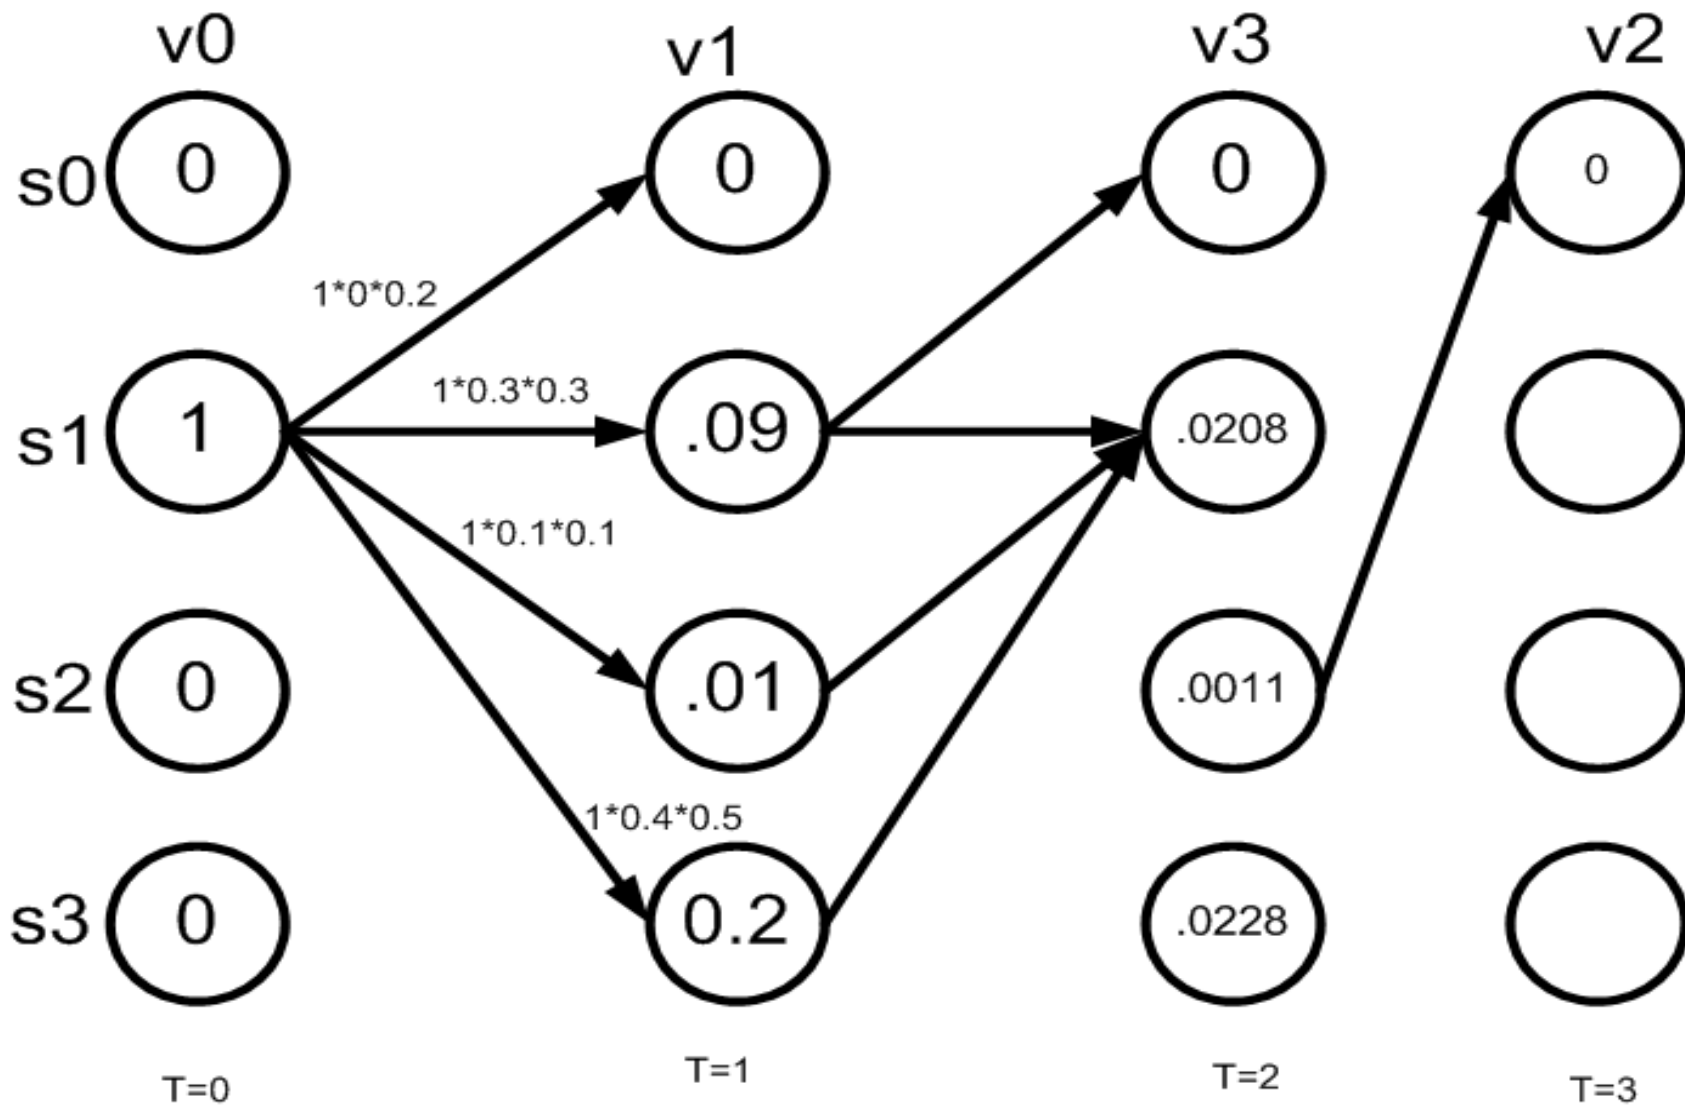 v0 v1 v3 v2
s0 0 0 0 0
1*0*0.2
1*0.3*0.3
s1 1 .09 .0208
1*0.1*0.1
s2 0 .01 .0011
1*0.4*0.5
s3 0 0.2 .0228
T=0 T=1 T=2 T=3